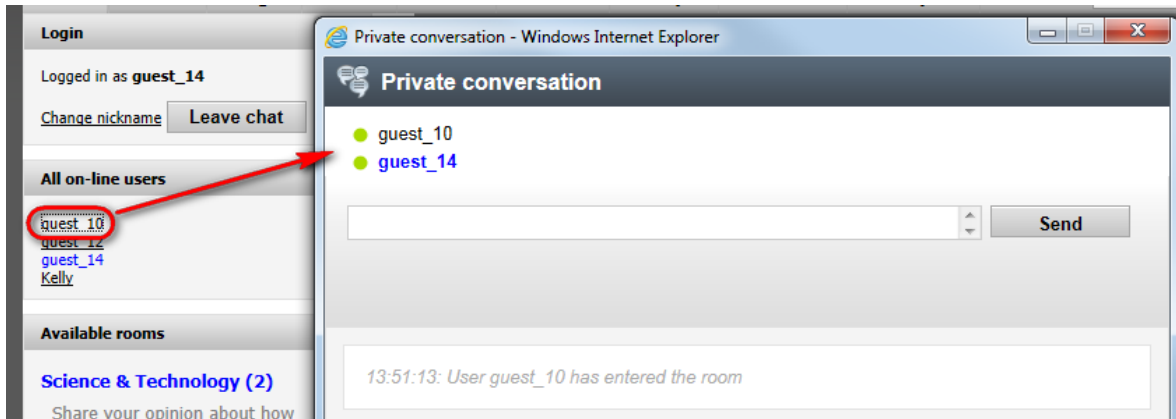 Login
Logged in as guest_14
Change nickname
Leave chat
All on-line users
guest_10
guest_12
guest_14
Kelly
Available rooms
Science & Technology (2)
Share your opinion about how
Private conversation - Windows Internet Explorer
Private conversation
guest_10
guest_14
Send
13:51:13: User guest_10 has entered the room